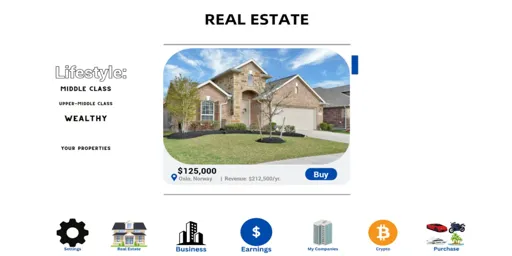 REAL ESTATE
Lifestyle:
MIDDLE CLASS
UPPER-MIDDLE CLASS
WEALTHY
YOUR PROPERTIES
$125,000
Oslo, Norway | Revenue: $212,500/yr.
Buy
Settings
Real Estate
Business
$
Earnings
My Companies
Crypto
Purchase